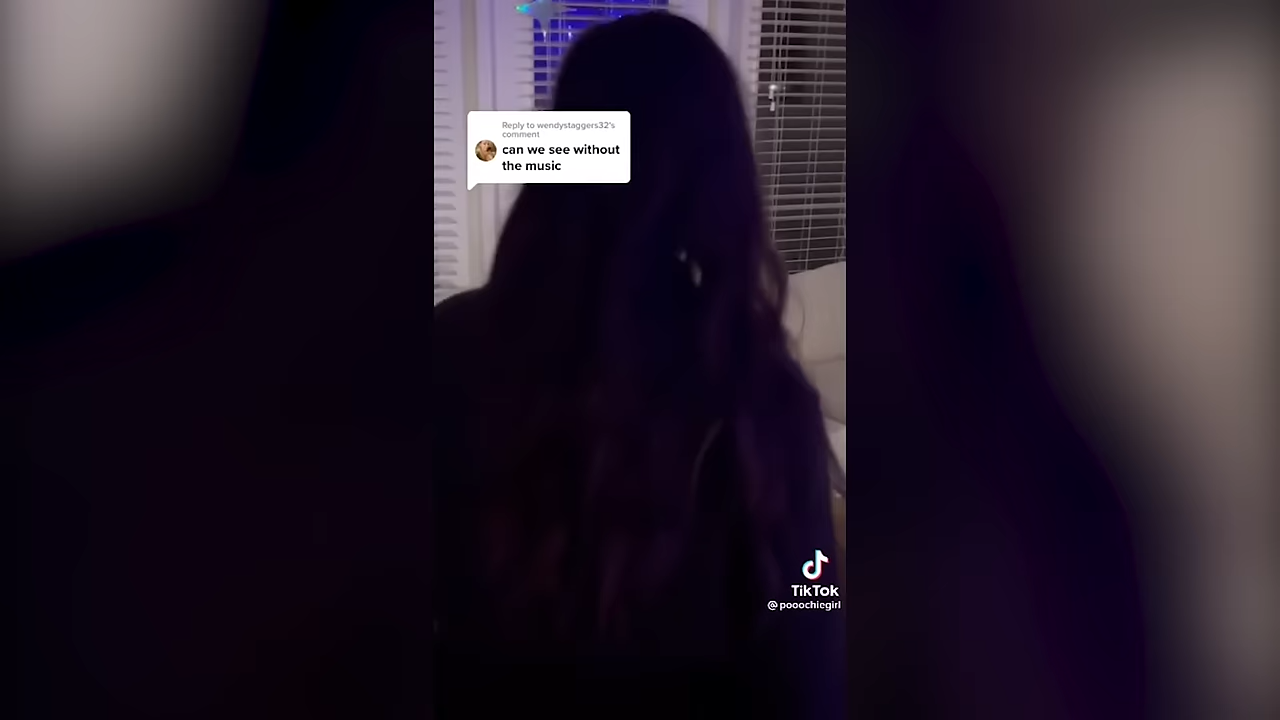 Reply to wendystaggers32's
comment
can we see without
the music
TikTok
@pooochiegirl